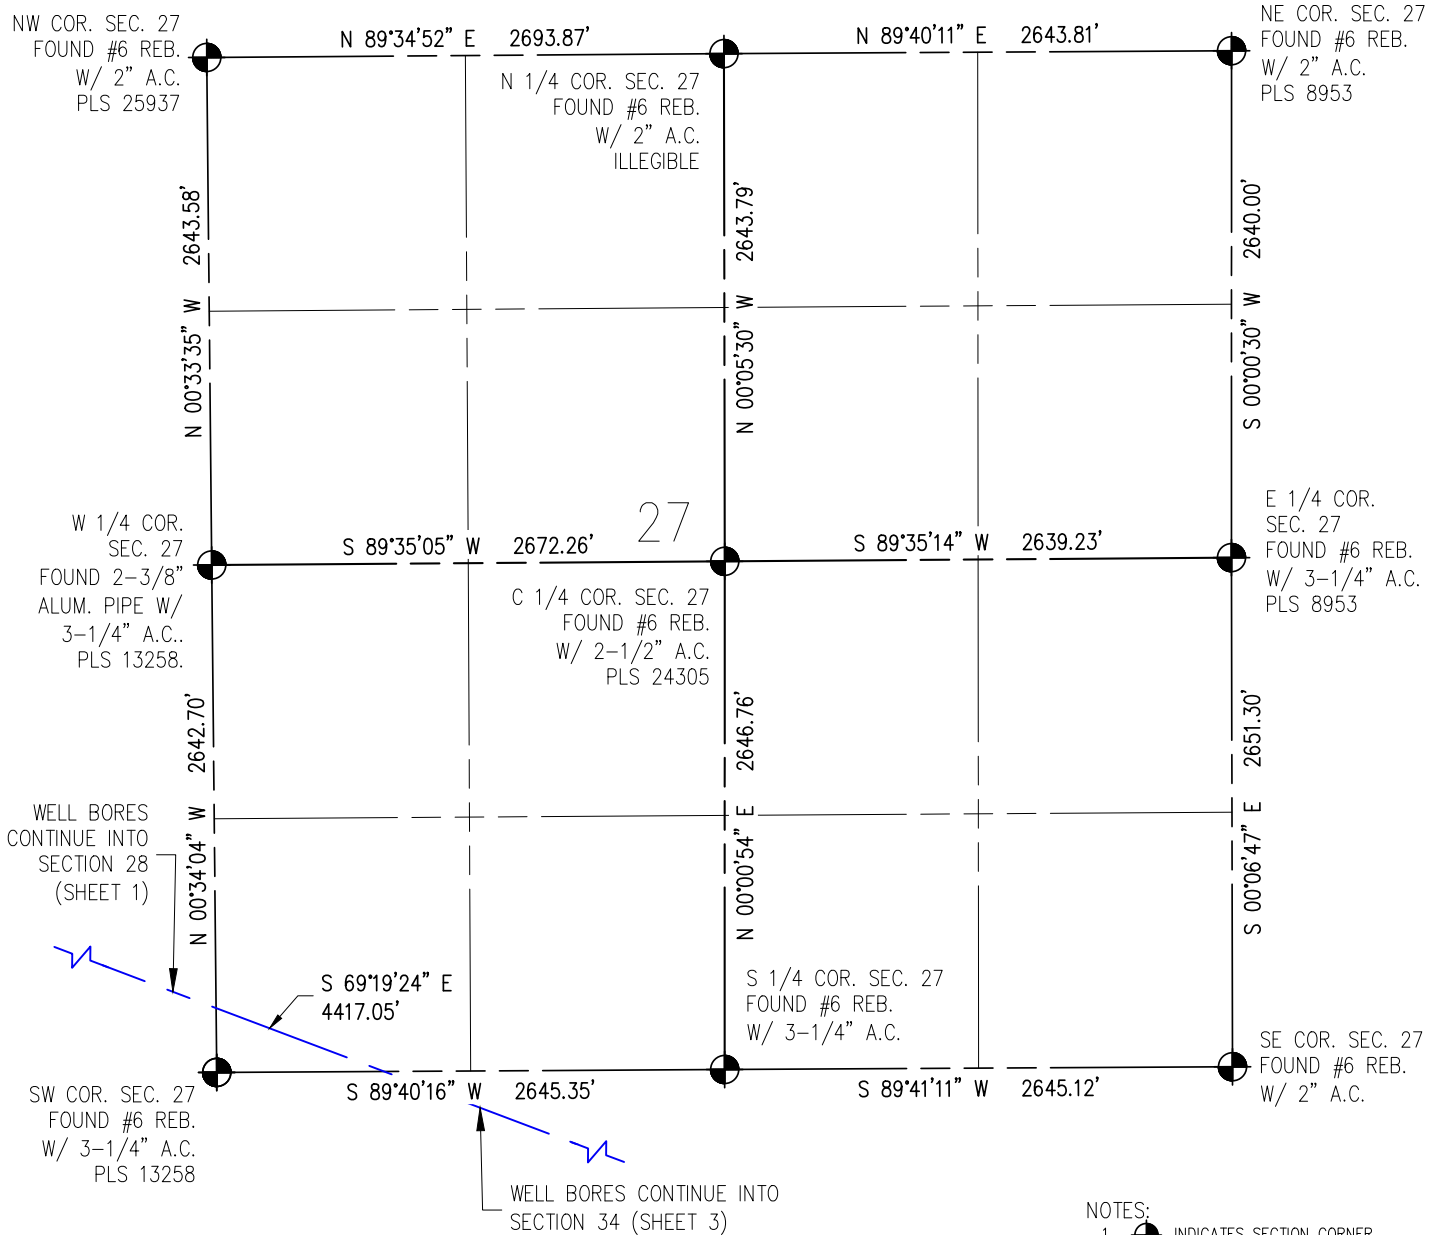 NW COR. SEC. 27
FOUND #6 REB.
W/ 2" A.C.
PLS 25937
N 89°34'52" E 2693.87'
N 1/4 COR. SEC. 27
FOUND #6 REB.
W/ 2" A.C.
ILLEGIBLE
N 89°40'11" E 2643.81'
NE COR. SEC. 27
FOUND #6 REB.
W/ 2" A.C.
PLS 8953
N 00°33'35" W 2643.58'
N 00°05'30" W 2643.79'
S 00°00'30" W 2640.00'
W 1/4 COR.
SEC. 27
FOUND 2-3/8"
ALUM. PIPE W/
3-1/4" A.C..
PLS 13258.
S 89°35'05" W 2672.26'
27
C 1/4 COR. SEC. 27
FOUND #6 REB.
W/ 2-1/2" A.C.
PLS 24305
S 89°35'14" W 2639.23'
E 1/4 COR.
SEC. 27
FOUND #6 REB.
W/ 3-1/4" A.C.
PLS 8953
N 00°34'04" W 2642.70'
N 00°00'54" E 2646.76'
S 00°06'47" E 2651.30'
WELL BORES
CONTINUE INTO
SECTION 28
(SHEET 1)
S 69°19'24" E
4417.05'
S 1/4 COR. SEC. 27
FOUND #6 REB.
W/ 3-1/4" A.C.
SW COR. SEC. 27
FOUND #6 REB.
W/ 3-1/4" A.C.
PLS 13258
S 89°40'16" W 2645.35'
S 89°41'11" W 2645.12'
SE COR. SEC. 27
FOUND #6 REB.
W/ 2" A.C.
WELL BORES CONTINUE INTO
SECTION 34 (SHEET 3)
NOTES:
1. INDICATES SECTION CORNER